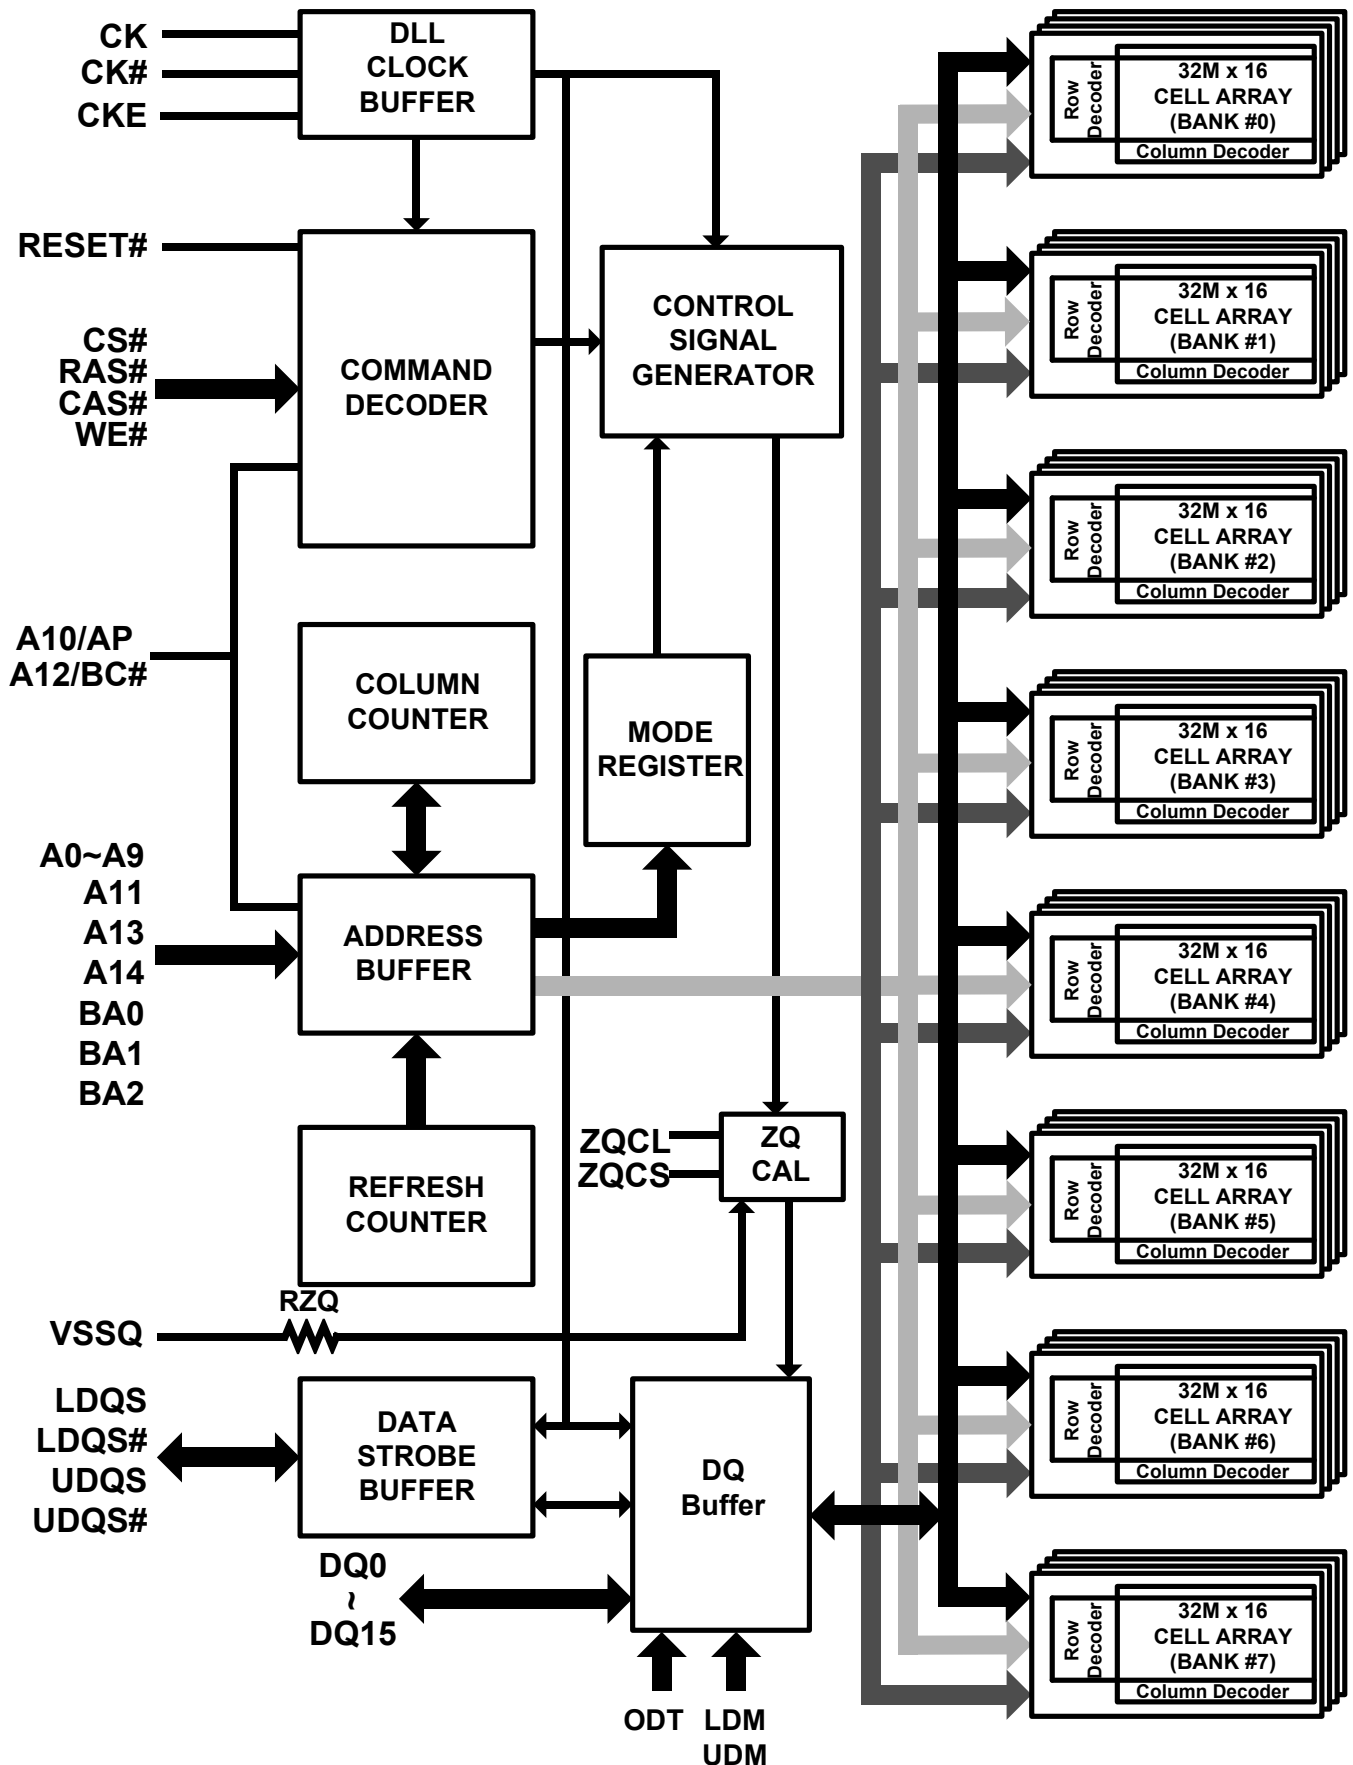 CK
CK#
CKE
DLL
CLOCK
BUFFER
RESET#
CS#
RAS#
CAS#
WE#
COMMAND
DECODER
CONTROL
SIGNAL
GENERATOR
A10/AP
A12/BC#
COLUMN
COUNTER
MODE
REGISTER
A0~A9
A11
A13
A14
BA0
BA1
BA2
ADDRESS
BUFFER
REFRESH
COUNTER
ZQCL
ZQCS
ZQ
CAL
RZQ
VSSQ
LDQS
LDQS#
UDQS
UDQS#
DATA
STROBE
BUFFER
DQ
Buffer
DQ0
~
DQ15
ODT
LDM
UDM
Row
Decoder
32M x 16
CELL ARRAY
(BANK #0)
Column Decoder
Row
Decoder
32M x 16
CELL ARRAY
(BANK #1)
Column Decoder
Row
Decoder
32M x 16
CELL ARRAY
(BANK #2)
Column Decoder
Row
Decoder
32M x 16
CELL ARRAY
(BANK #3)
Column Decoder
Row
Decoder
32M x 16
CELL ARRAY
(BANK #4)
Column Decoder
Row
Decoder
32M x 16
CELL ARRAY
(BANK #5)
Column Decoder
Row
Decoder
32M x 16
CELL ARRAY
(BANK #6)
Column Decoder
Row
Decoder
32M x 16
CELL ARRAY
(BANK #7)
Column Decoder